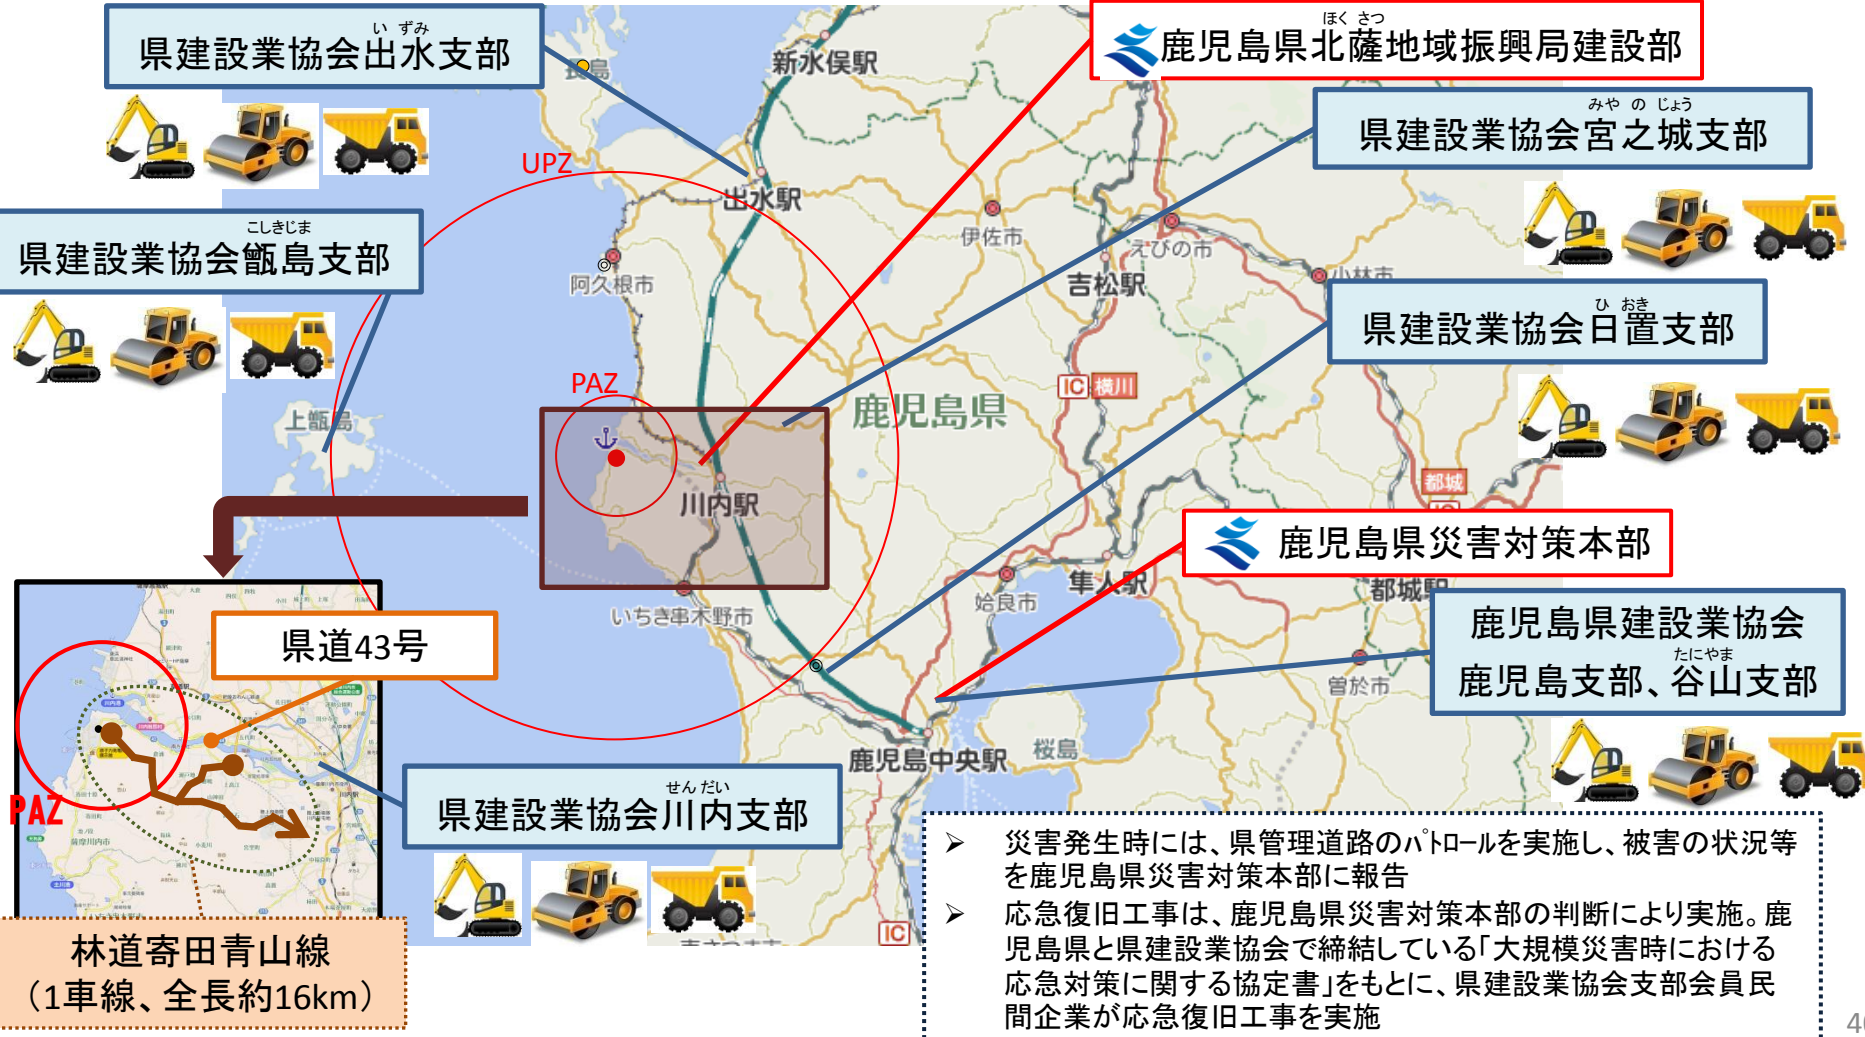 い ずみ
県建設業協会出水支部
ほく さつ
鹿児島県北薩地域振興局建設部
みや の じょう
県建設業協会宮之城支部
こしきじま
県建設業協会甑島支部
ひ おき
県建設業協会日置支部
鹿児島県災害対策本部
鹿児島県建設業協会
たにやま
鹿児島支部、谷山支部
せんだい
県建設業協会川内支部
県道43号
林道寄田青山線
（1車線、全長約16km）
UPZ
PAZ
PAZ
長島
新水俣駅
出水駅
阿久根市
伊佐市
えびの市
吉松駅
小林市
上甑島
鹿児島県
IC 横川
都城
川内駅
いちき串木野市
姶良市
隼人駅
都城駅
曽於市
鹿児島中央駅
桜島
IC
薩摩川内市
川内駅
➢ 災害発生時には、県管理道路のﾊﾟﾄﾛｰﾙを実施し、被害の状況等
を鹿児島県災害対策本部に報告
➢ 応急復旧工事は、鹿児島県災害対策本部の判断により実施。鹿
児島県と県建設業協会で締結している「大規模災害時における
応急対策に関する協定書」をもとに、県建設業協会支部会員民
間企業が応急復旧工事を実施